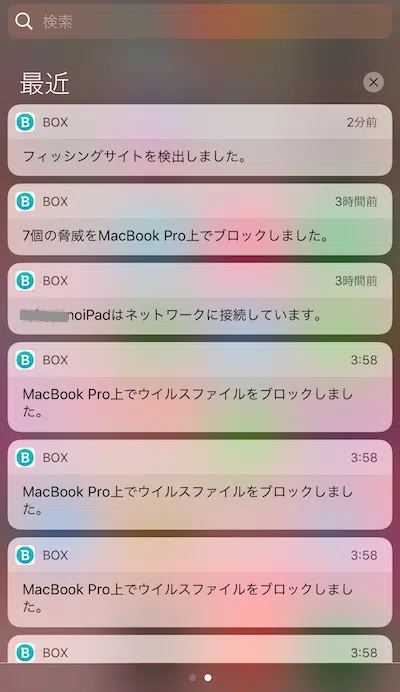 検索
最近
BOX 2分前
フィッシングサイトを検出しました。
BOX 3時間前
7個の脅威をMacBook Pro上でブロックしました。
BOX 3時間前
noiPadはネットワークに接続しています。
BOX 3:58
MacBook Pro上でウイルスファイルをブロックしまし
た。
BOX 3:58
MacBook Pro上でウイルスファイルをブロックしまし
た。
BOX 3:58
MacBook Pro上でウイルスファイルをブロックしまし
た。
BOX 3:58